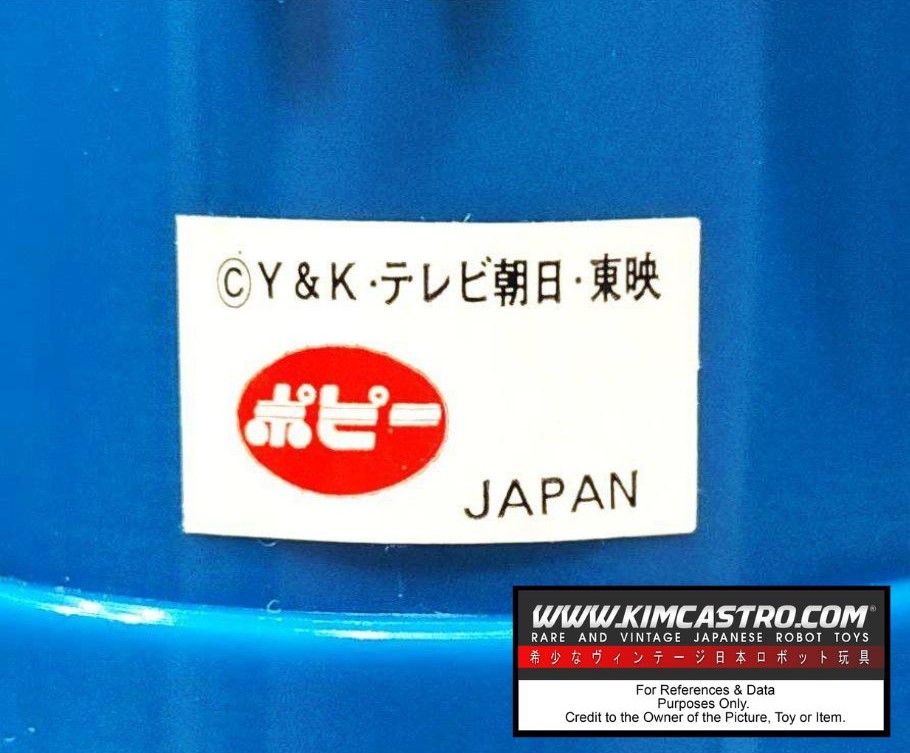 ©Y&K・テレビ朝日・東映
ポピー
JAPAN
WWW.KIMCASTRO.COM®
RARE AND VINTAGE JAPANESE ROBOT TOYS
希少なヴィンテージ日本ロボット玩具
For References & Data
Purposes Only.
Credit to the Owner of the Picture, Toy or Item.